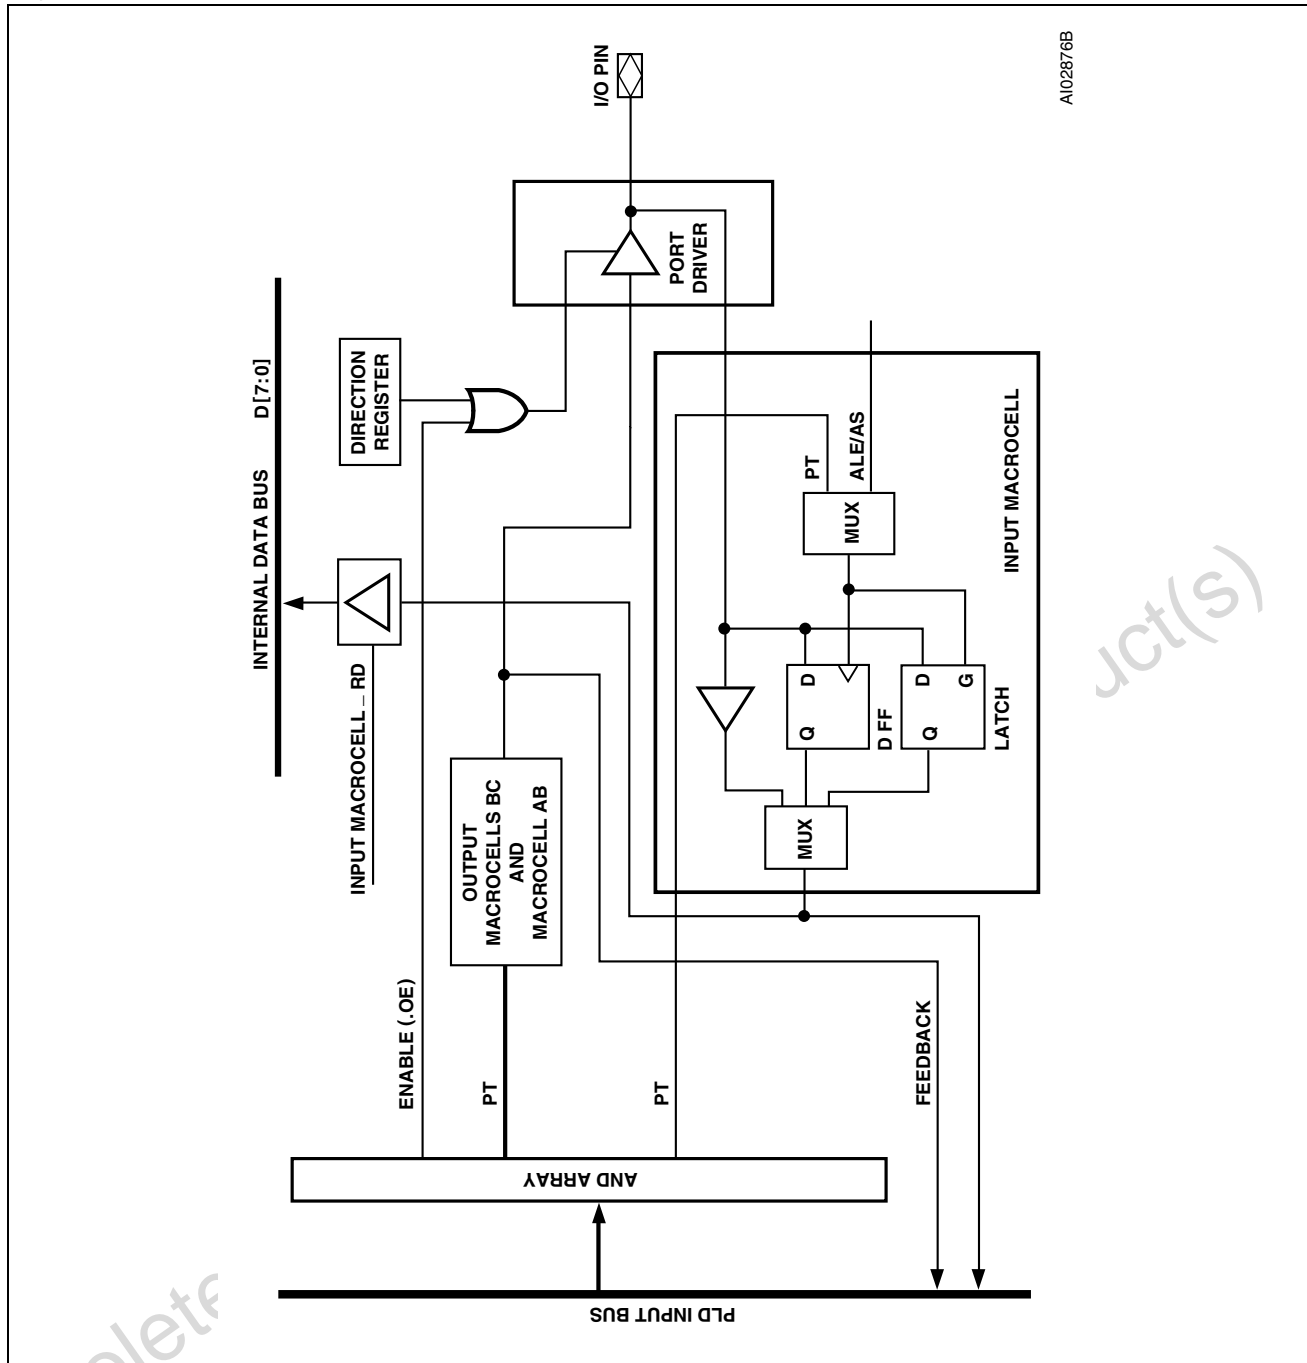 INTERNAL DATA BUS D[7:0]
INPUT MACROCELL _ RD
DIRECTION
REGISTER
ENABLE (.OE)
OUTPUT
MACROCELLS BC
AND
MACROCELL AB
PT
I/O PIN
PORT
DRIVER
AND ARRAY
PLD INPUT BUS
PT
PT
ALE/AS
MUX
D
Q
D FF
D
G
Q
LATCH
MUX
INPUT MACROCELL
FEEDBACK
AI02876B
olete
uct(s)